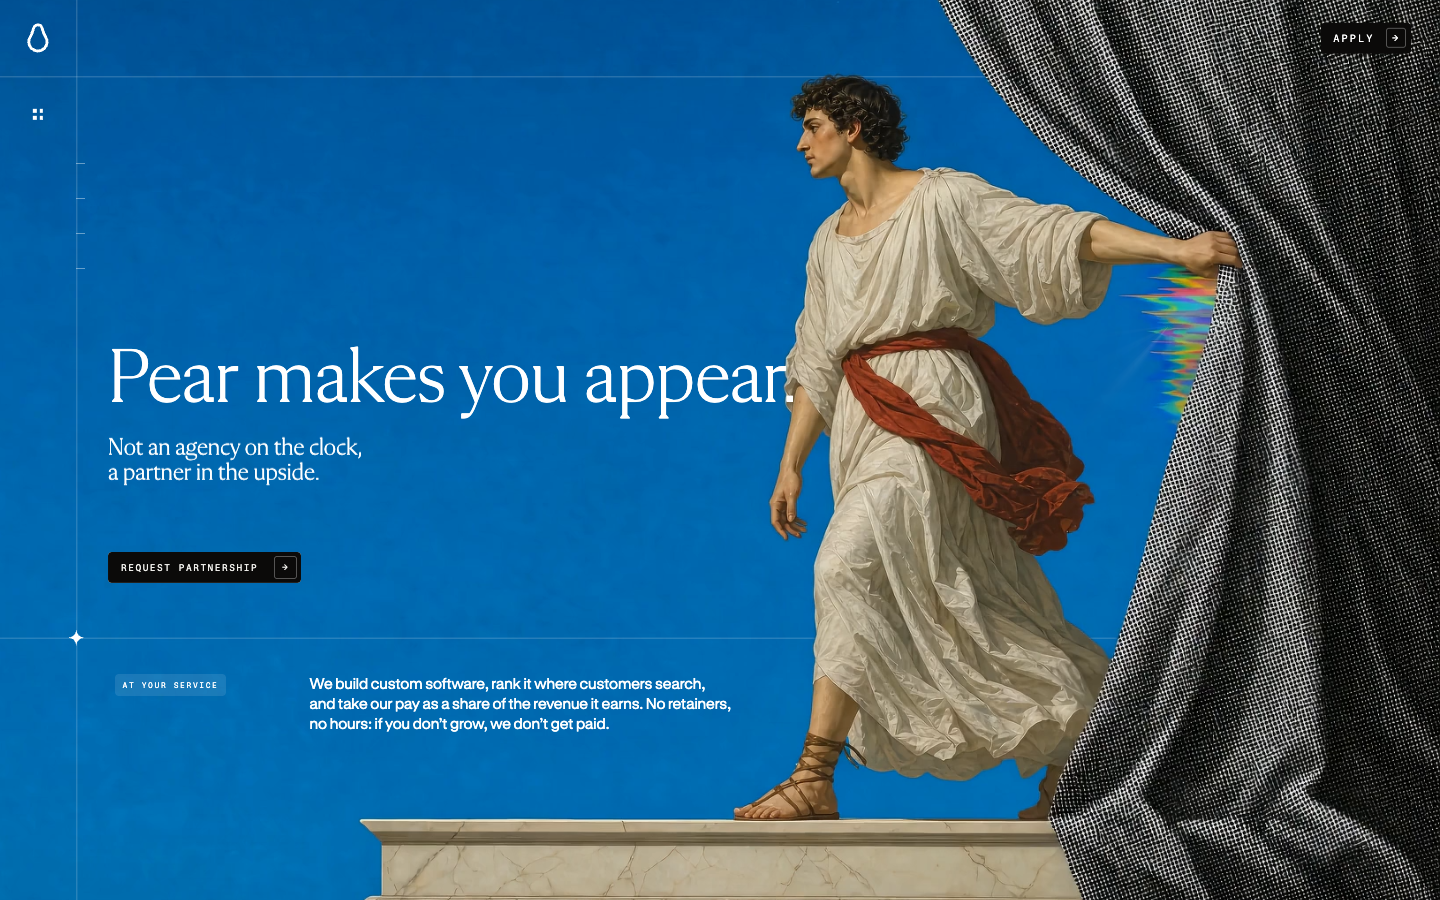 APPLY
Pear makes you appear.
Not an agency on the clock,
a partner in the upside.
REQUEST PARTNERSHIP
AT YOUR SERVICE
We build custom software, rank it where customers search,
and take our pay as a share of the revenue it earns. No retainers,
no hours: if you don’t grow, we don’t get paid.